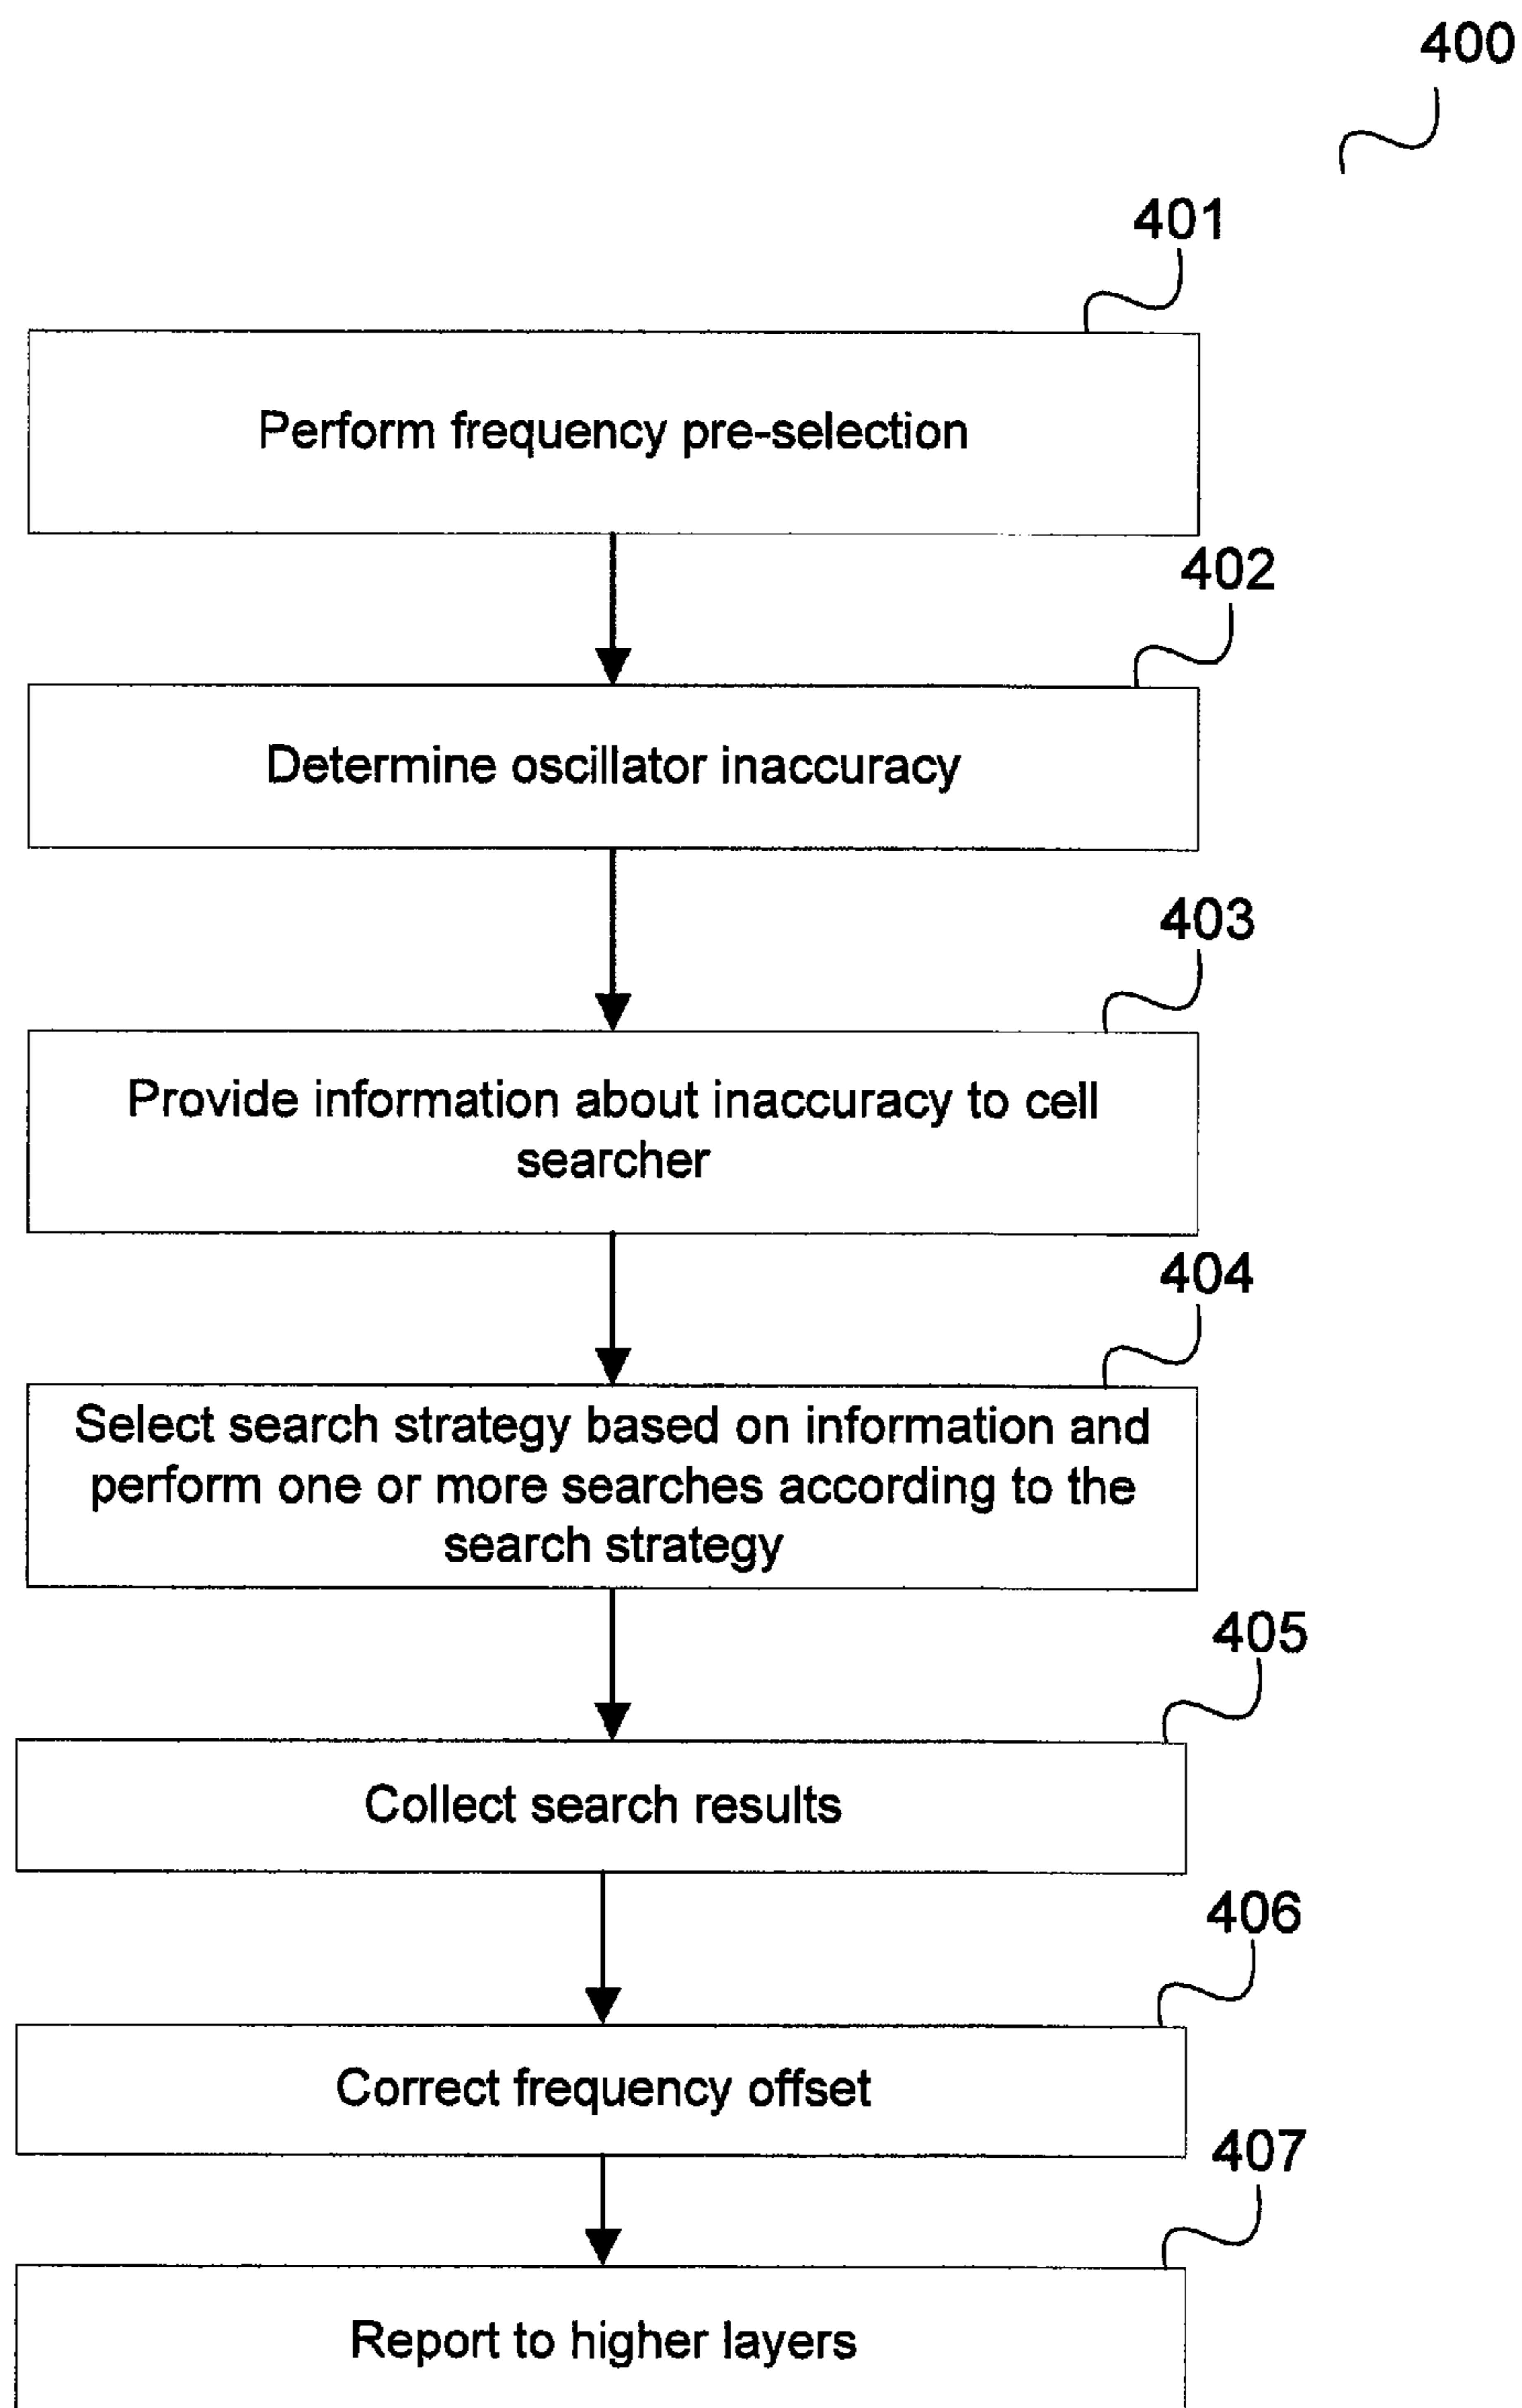 400
401
Perform frequency pre-selection
402
Determine oscillator inaccuracy
403
Provide information about inaccuracy to cell
searcher
404
Select search strategy based on information and
perform one or more searches according to the
search strategy
405
Collect search results
406
Correct frequency offset
407
Report to higher layers